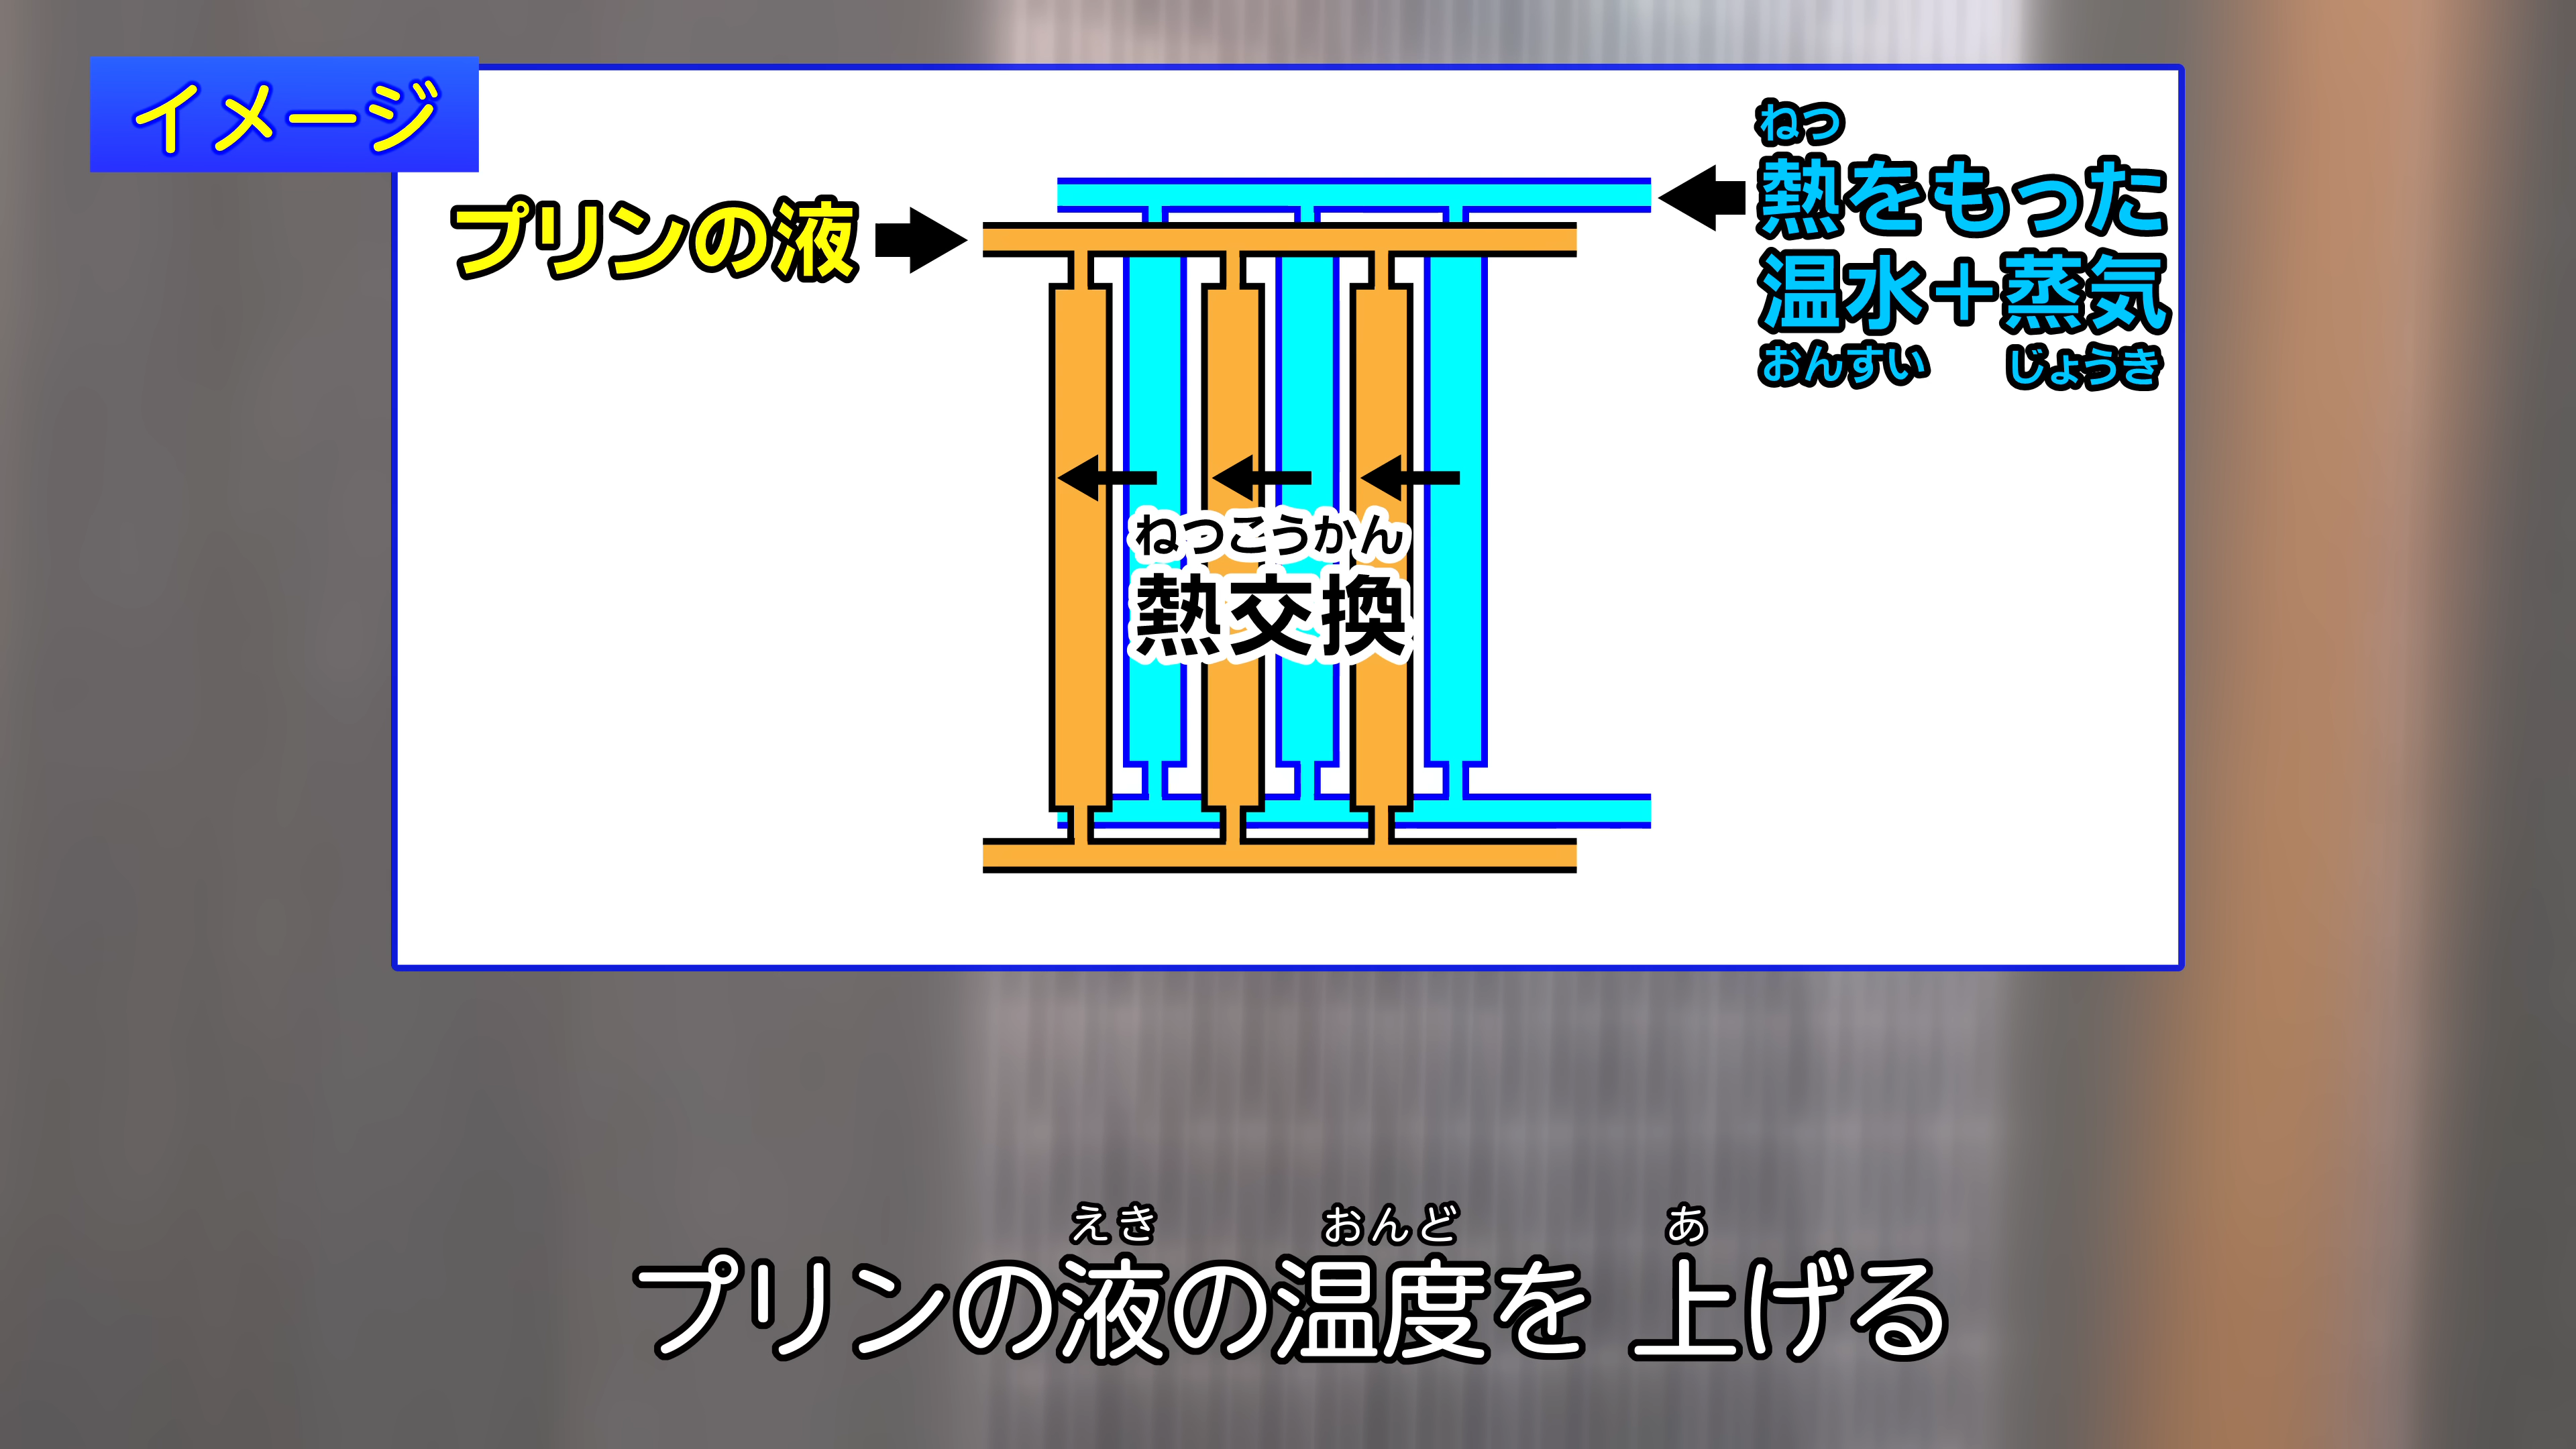 イメージ
プリンの液
ねつ
熱をもった
温水＋蒸気
おんすい じょうき
ねつこうかん
熱交換
えき おんど あ
プリンの液の温度を 上げる